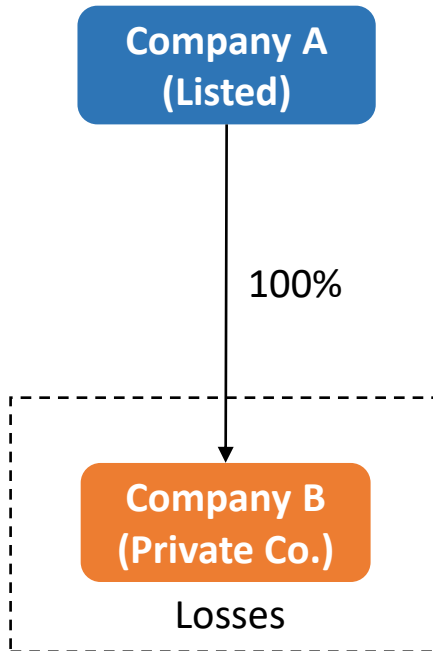 Company A
(Listed)
100%
Company B
(Private Co.)
Losses